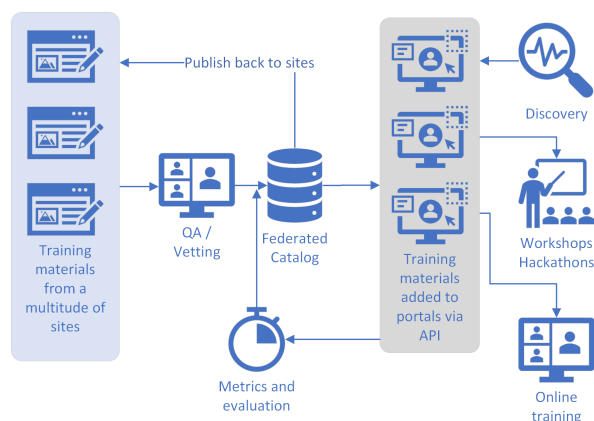 Publish back to sites
Discovery
QA /
Vetting
Federated
Catalog
Training
materials
from a
multitude of
sites
Training
materials
added to
portals via
API
Workshops
Hackathons
Metrics and
evaluation
Online
training